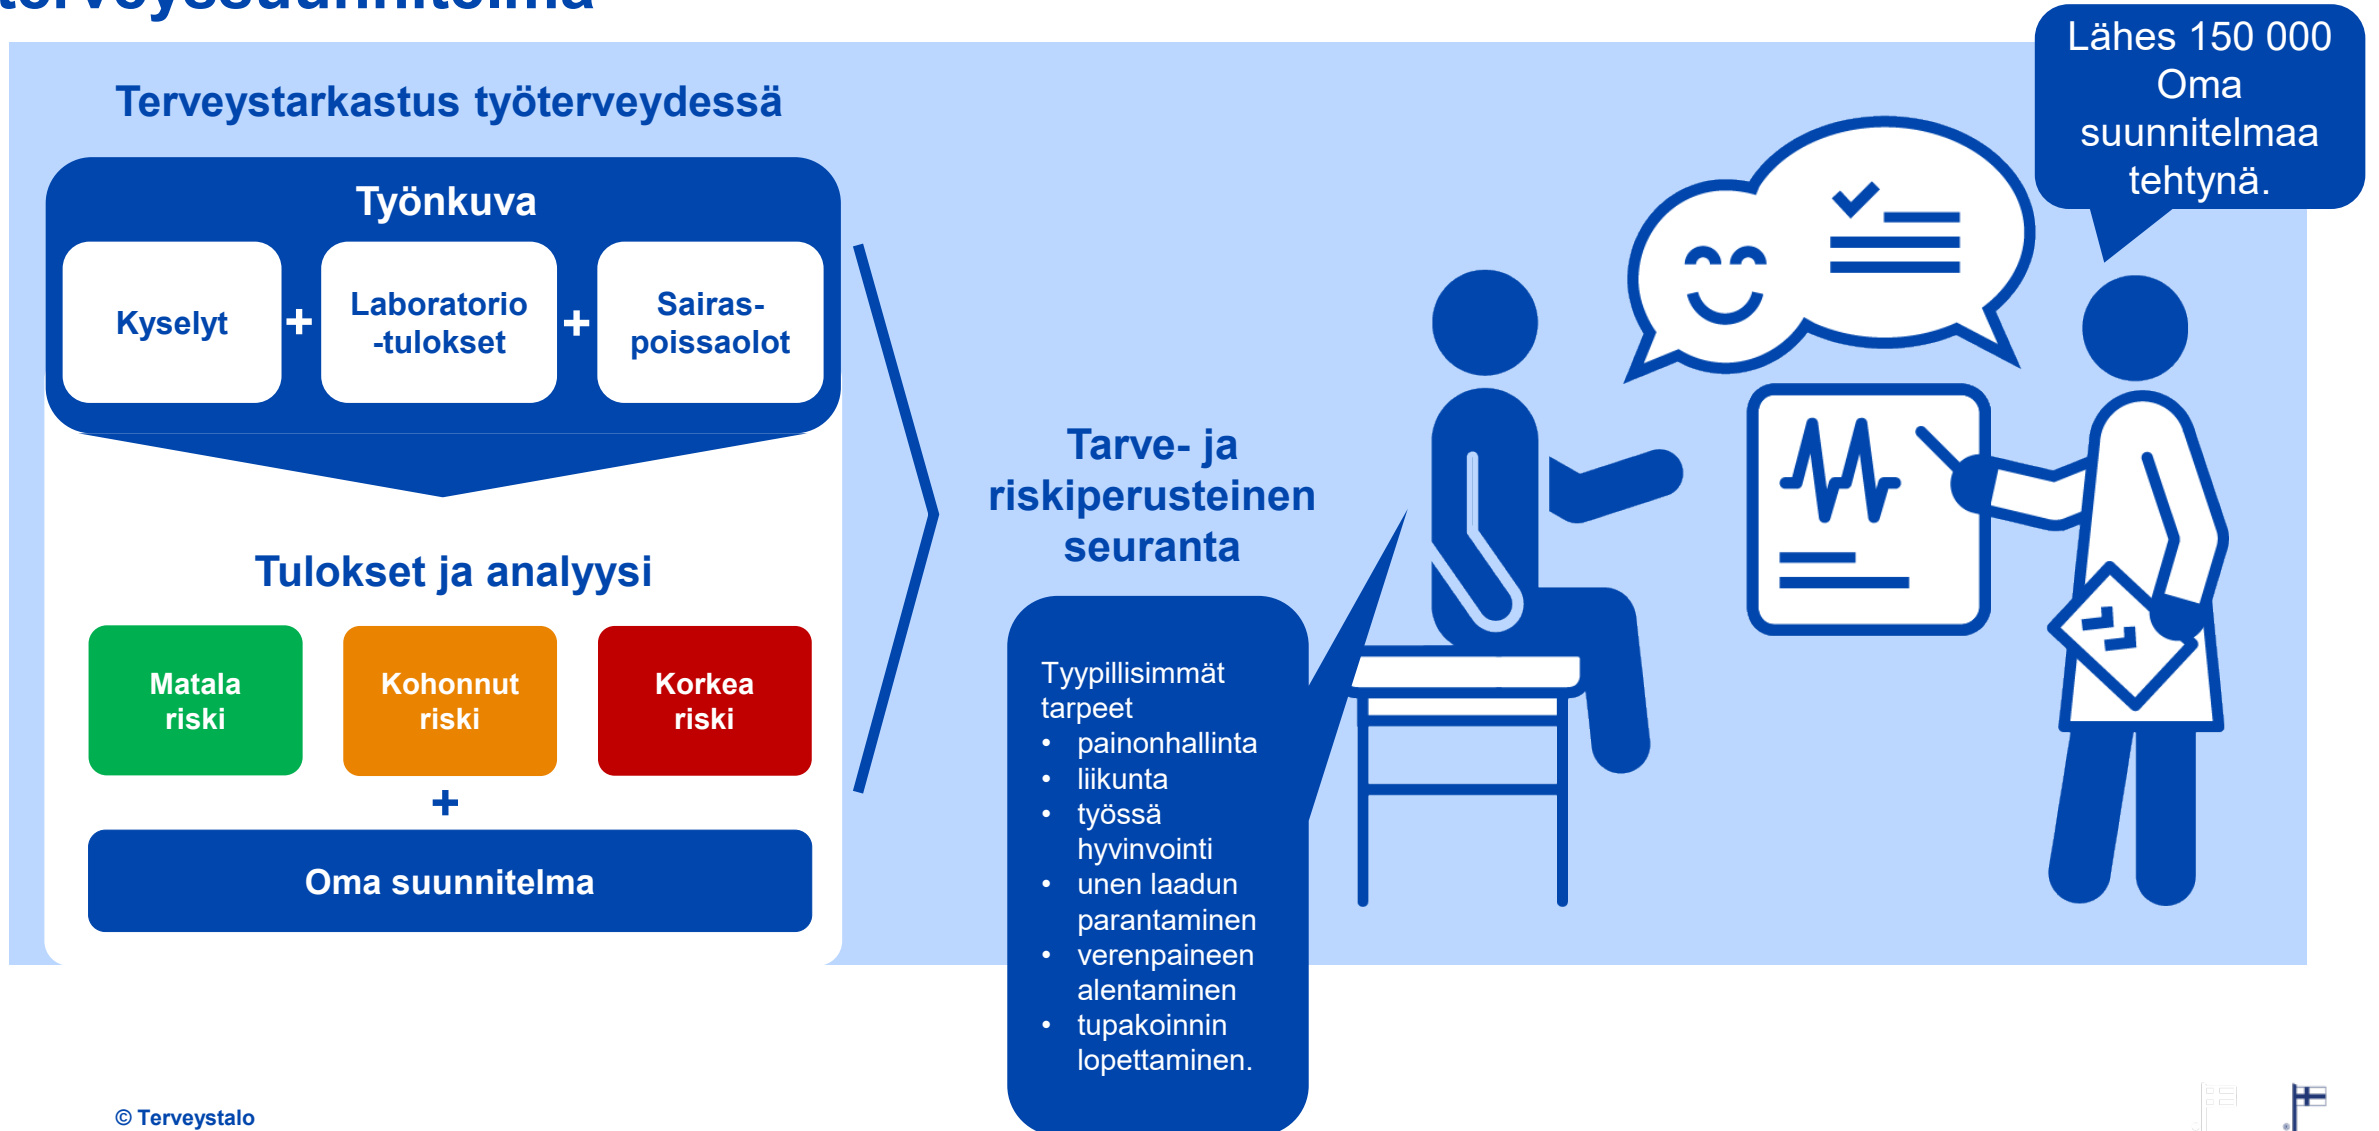 terveyssuunnitelma
Lähes 150 000
Oma
suunnitelmaa
tehtynä.
Terveystarkastus työterveydessä
Työnkuva
Kyselyt
+
Laboratorio
-tulokset
+
Sairas-
poissaolot
Tulokset ja analyysi
Matala
riski
Kohonnut
riski
Korkea
riski
+
Oma suunnitelma
Tarve- ja
riskiperusteinen
seuranta
Tyypillisimmät
tarpeet
• painonhallinta
• liikunta
• työssä
hyvinvointi
• unen laadun
parantaminen
• verenpaineen
alentaminen
• tupakoinnin
lopettaminen.
© Terveystalo